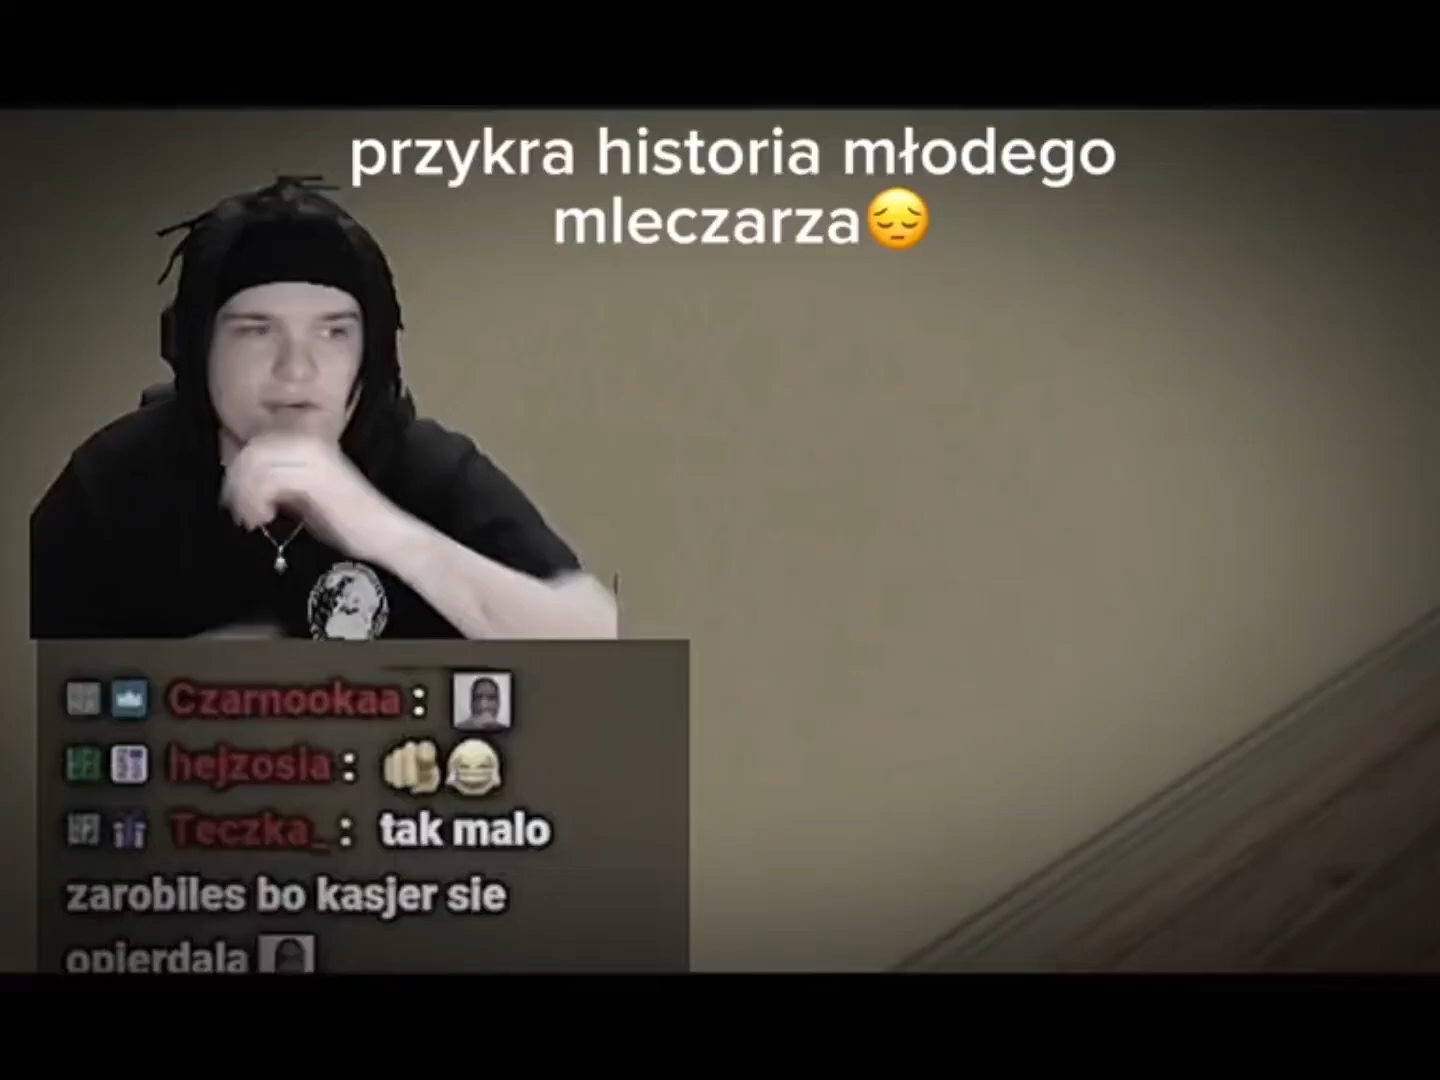 przykra historia młodego
mleczarza😔
Czarnookaa:
hejzosia: 🫵😂
Teczka_: tak malo
zarobiles bo kasjer sie
opierdala